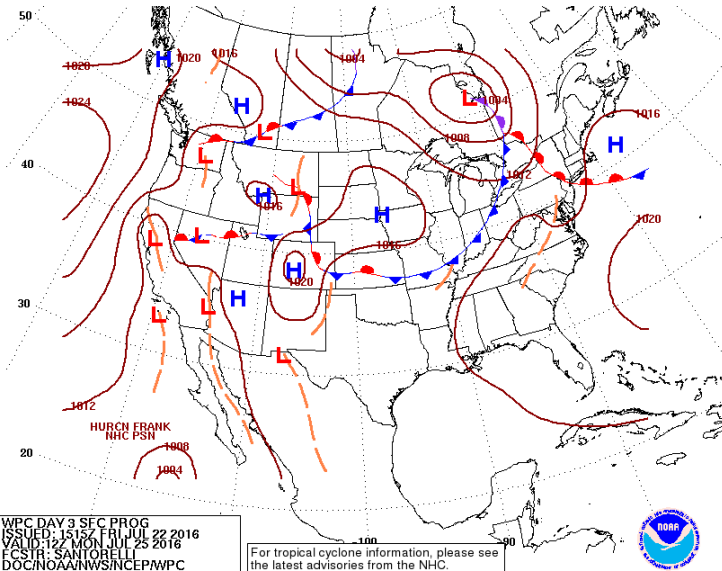 50
H
1020
1016
1004
1020
1024
H
L
1004
1008
1016
H
L
L
40
1012
H
1016
L
H
1016
1020
L
L
H
1020
H
30
L
L
L
1012
HURCN FRANK
NHC PSN
1008
1004
20
-100
-90
NOAA
WPC DAY 3 SFC PROG
ISSUED: 1515Z FRI JUL 22 2016
VALID: 12Z MON JUL 25 2016
FCSTR: SANTORELLI
DOC/NOAA/NWS/NCEP/WPC
For tropical cyclone information, please see
the latest advisories from the NHC.